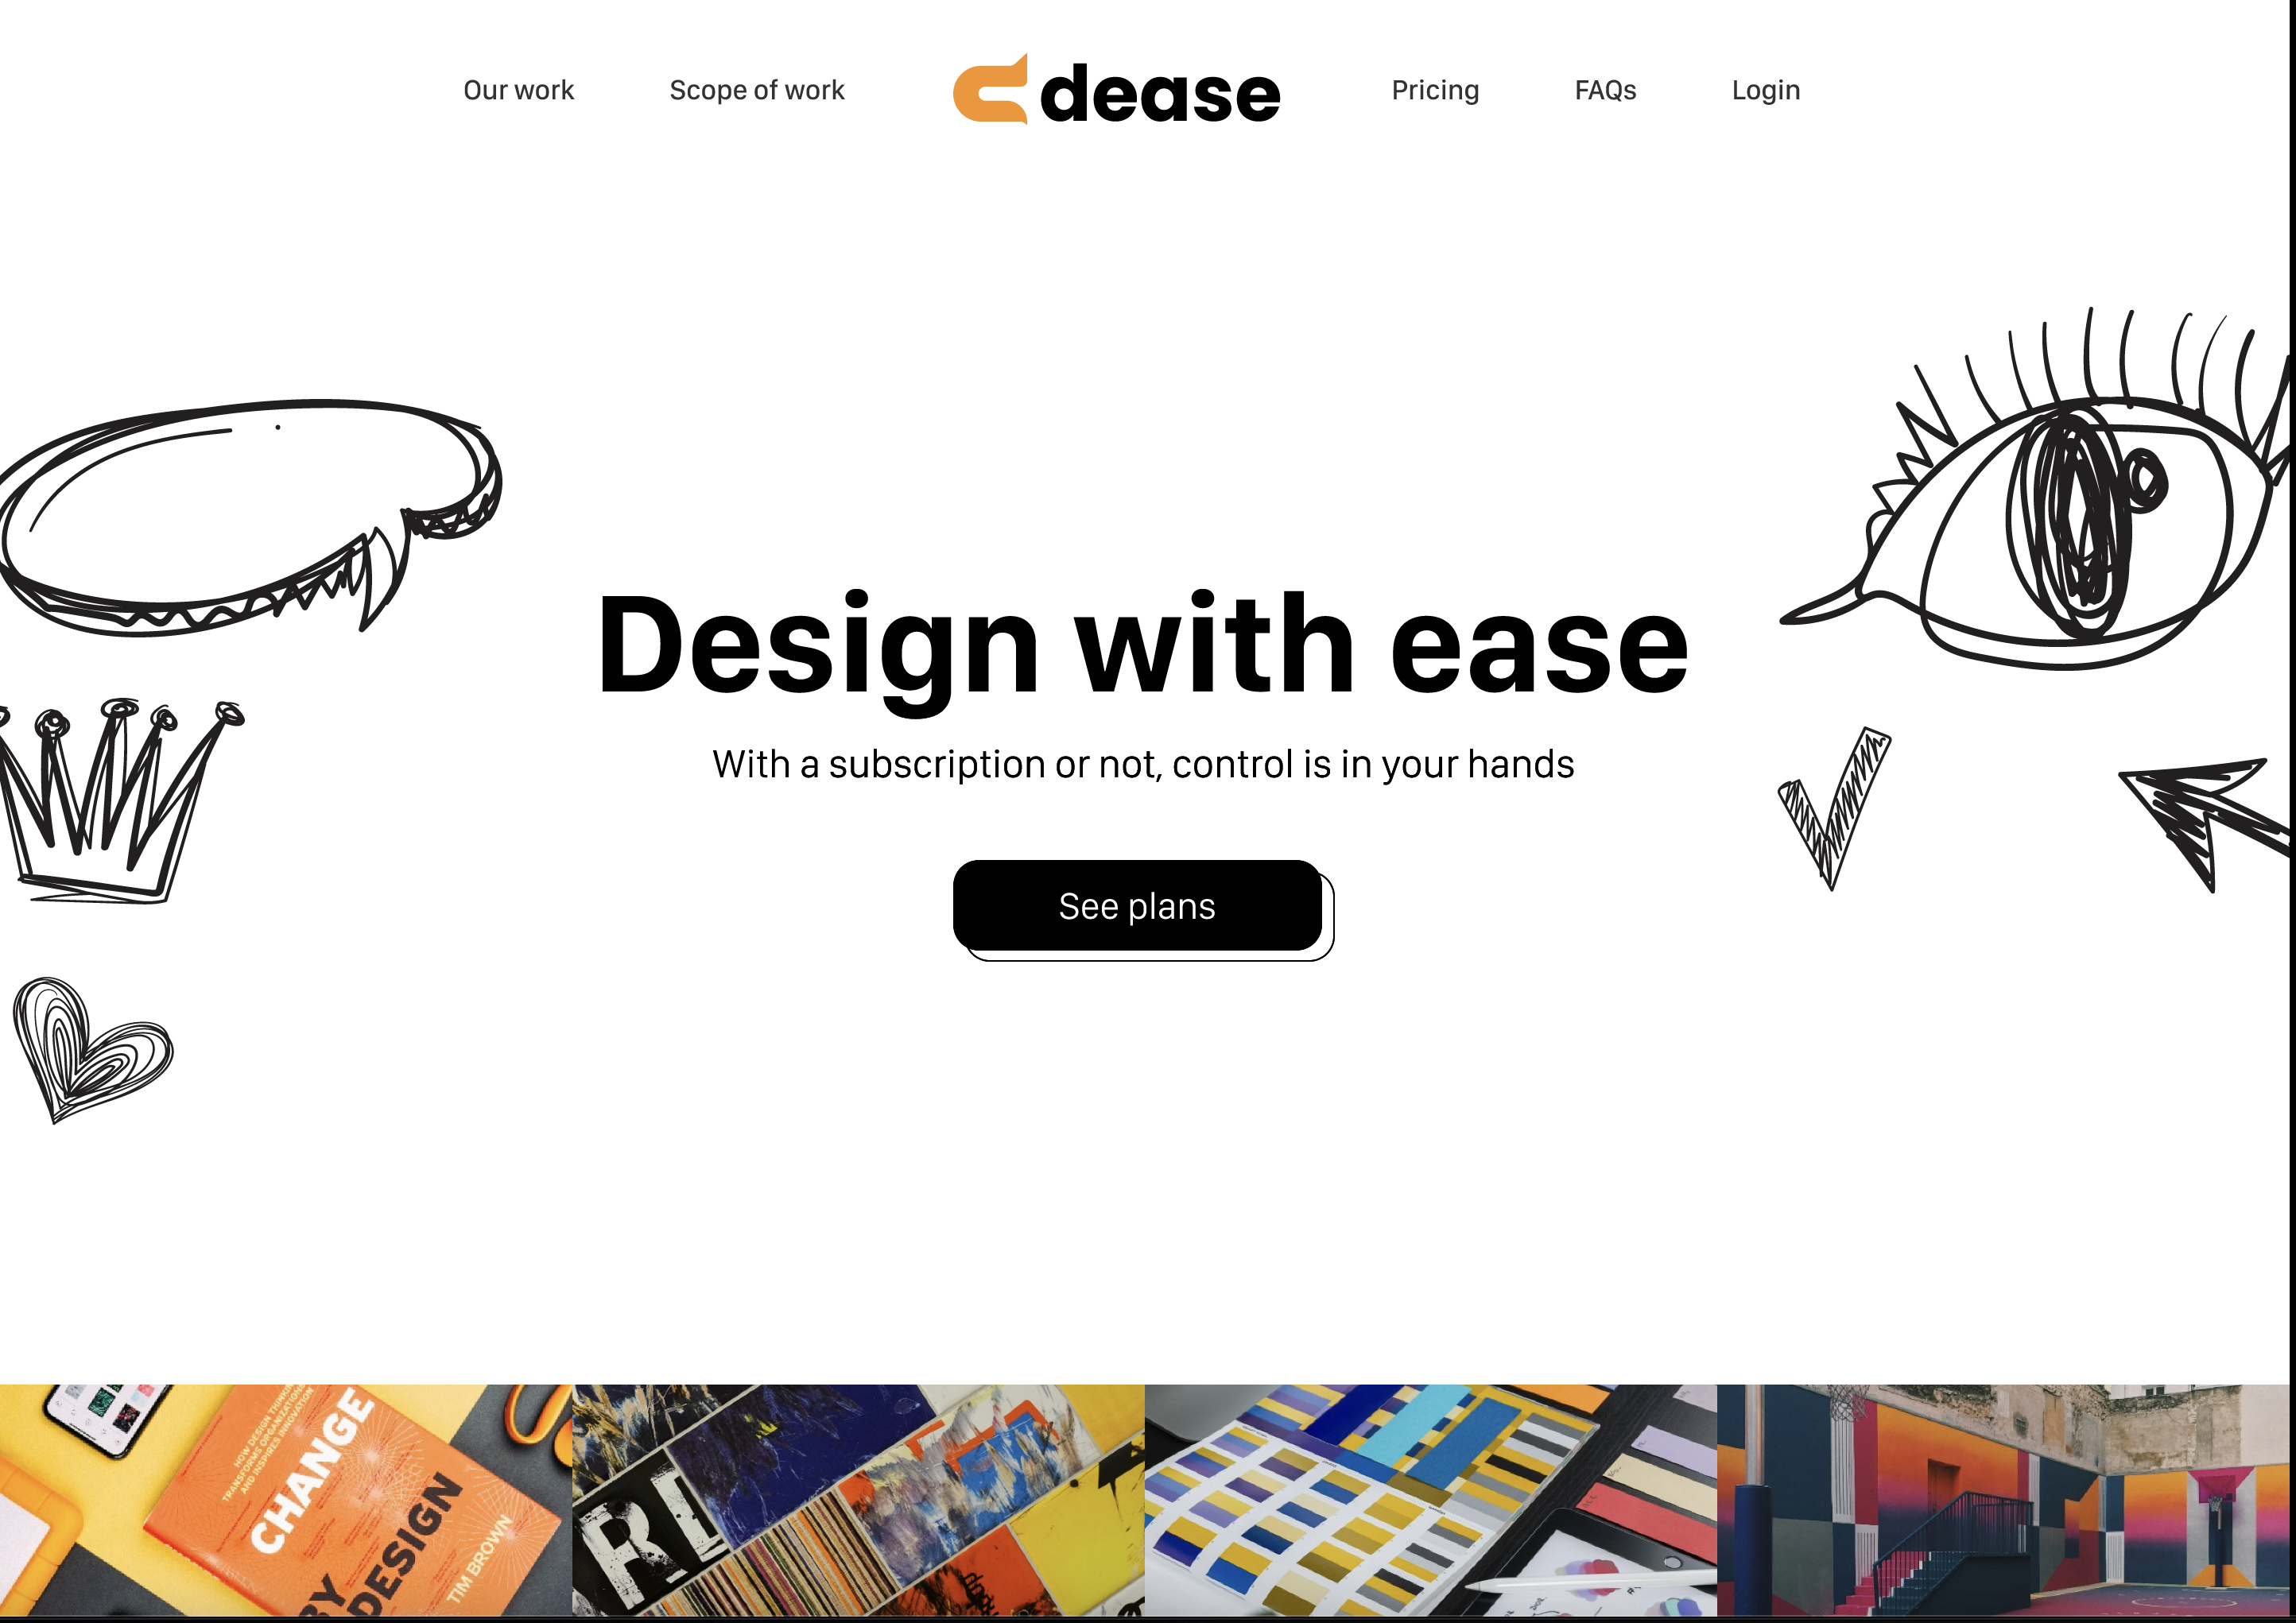 Our work
Scope of work
dease
Pricing
FAQs
Login
Design with ease
With a subscription or not, control is in your hands
See plans
HOW DESIGN THINKING
TRANSFORMS ORGANIZATIONS
AND INSPIRES INNOVATION
CHANGE
BY
DESIGN
TIM BROWN